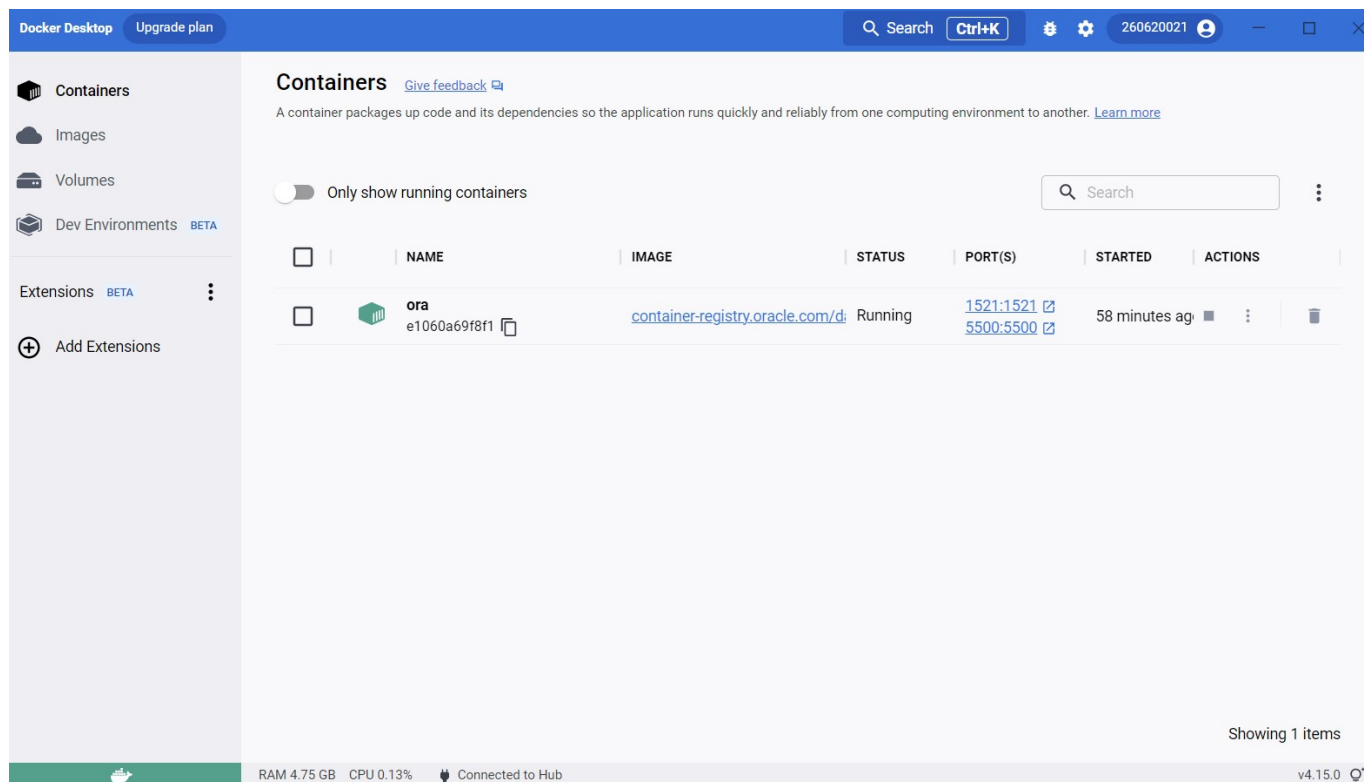 Docker Desktop Upgrade plan Search Ctrl+K 260620021
Containers
Images
Volumes
Dev Environments BETA
Extensions BETA
Add Extensions
Containers Give feedback
A container packages up code and its dependencies so the application runs quickly and reliably from one computing environment to another. Learn more
Only show running containers Search
NAME IMAGE STATUS PORT(S) STARTED ACTIONS
ora
e1060a69f8f1
container-registry.oracle.com/da
Running
1521:1521
5500:5500
58 minutes ag
Showing 1 items
RAM 4.75 GB CPU 0.13% Connected to Hub v4.15.0